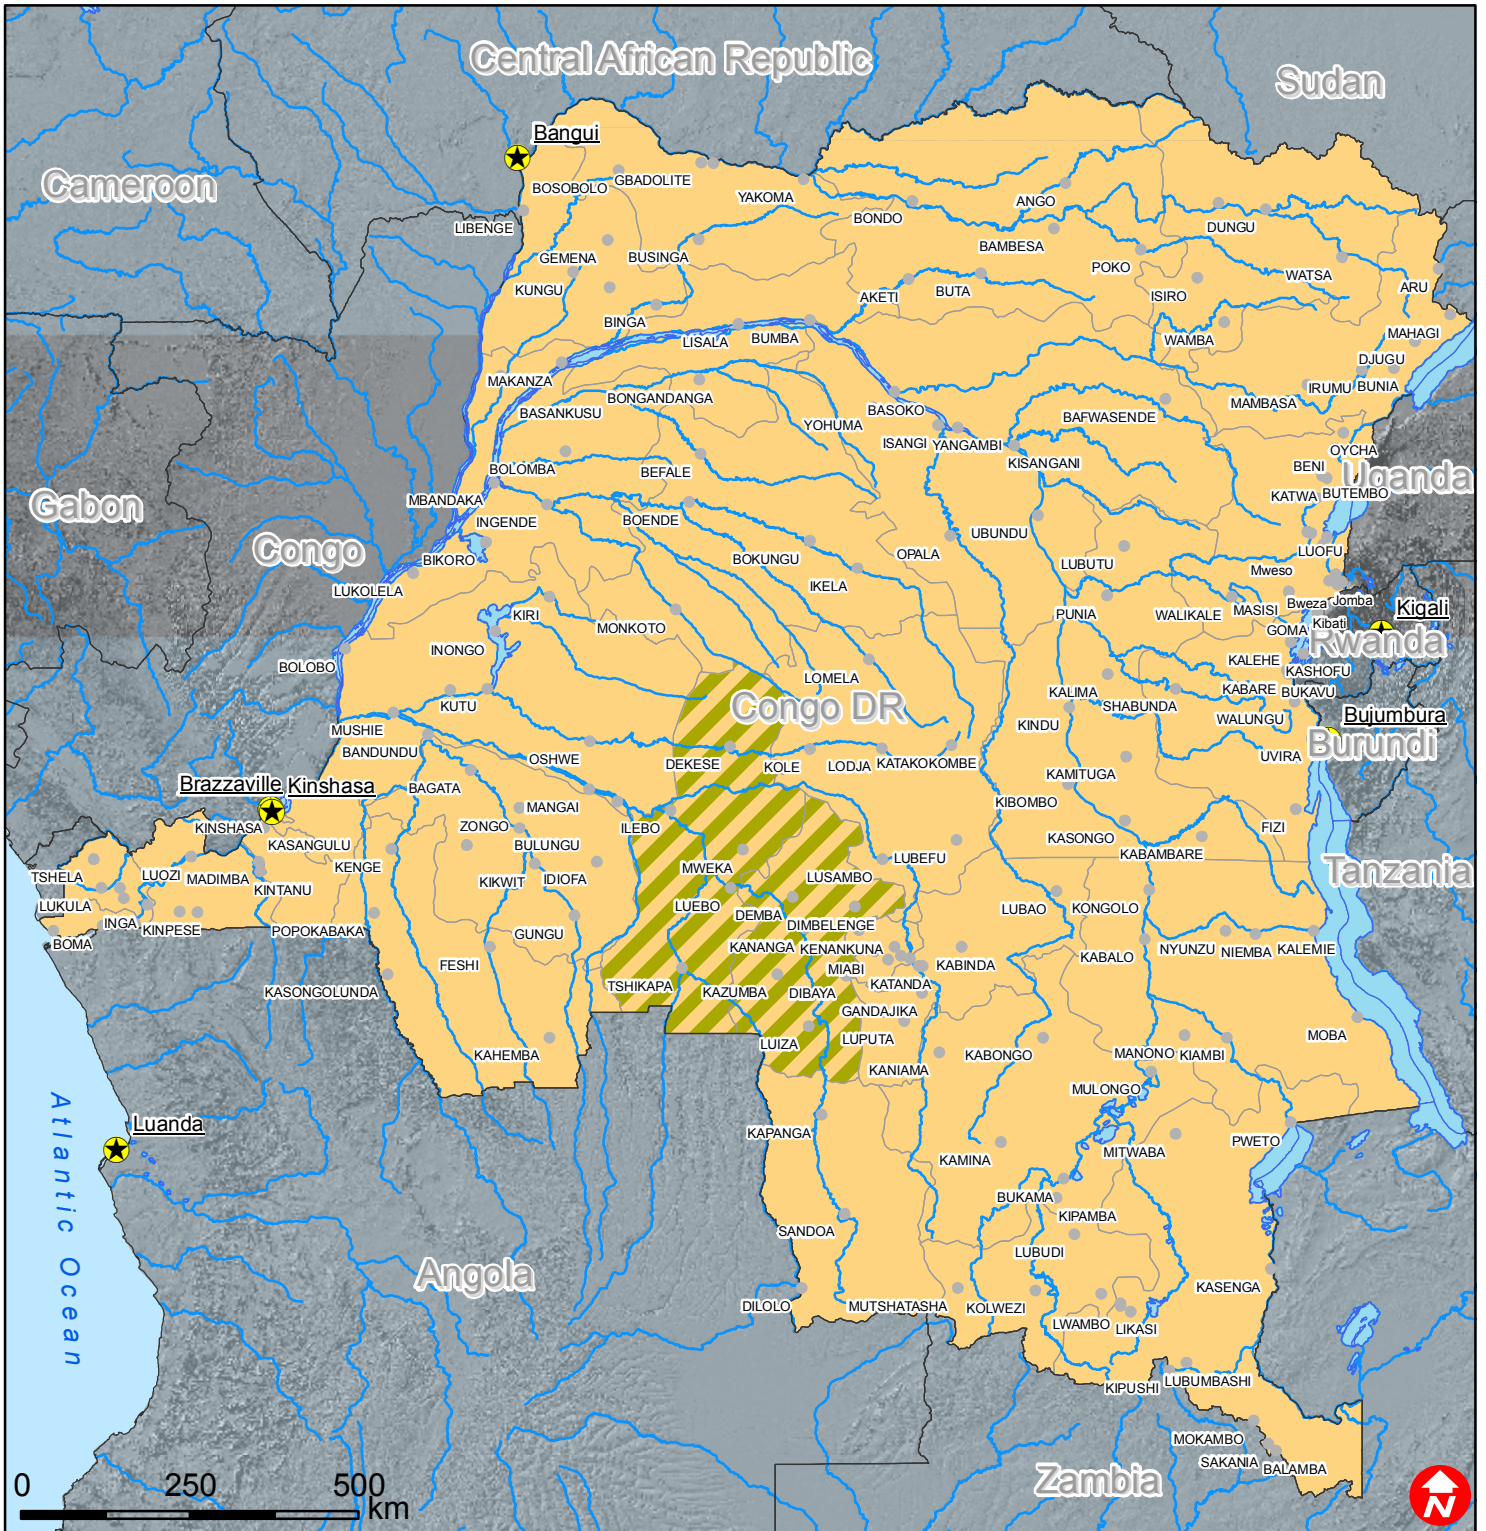 Central African Republic
Sudan
Bangui
Cameroon
BOSOBOLO
GBADOLITE
YAKOMA
ANGO
BONDO
LIBENGE
DUNGU
BAMBESA
GEMENA
BUSINGA
POKO
WATSA
KUNGU
AKETI
BUTA
ISIRO
ARU
BINGA
LISALA
BUMBA
WAMBA
MAHAGI
DJUGU
MAKANZA
BONGANDANGA
IRUMU
BUNIA
MAMBASA
BASANKUSU
BASOKO
BAFWASENDE
YOHUMA
ISANGI
YANGAMBI
OYCHA
BOLOMBA
BEFALE
KISANGANI
BENI
Uganda
Gabon
MBANDAKA
KATWA
BUTEMBO
INGENDE
BOENDE
UBUNDU
Congo
BIKORO
BOKUNGU
OPALA
LUOFU
LUKOLELA
IKELA
LUBUTU
Mweso
Bweza
Jomba
Kigali
KIRI
MONKOTO
PUNIA
WALIKALE
MASISI
Kibati
GOMA
Rwanda
INONGO
BOLOBO
KALEHE
KASHOFU
LOMELA
KALIMA
KABARE
BUKAVU
KUTU
Congo DR
SHABUNDA
MUSHIE
KINDU
WALUNGU
Bujumbura
BANDUNDU
OSHWE
DEKESE
KOLE
LODJA
KATAKOKOMBE
UVIRA
Burundi
KAMITUGA
Brazzaville
Kinshasa
BAGATA
MANGAI
KIBOMBO
KINSHASA
ZONGO
ILEBO
FIZI
KASANGULU
BULUNGU
KASONGO
KABAMBARE
KENGE
LUBEFU
TSHELA
LUOZI
MADIMBA
KINTANU
KIKWIT
IDIOFA
MWEKA
LUSAMBO
Tanzania
LUKULA
LUEBO
DEMBA
LUBAO
KONGOLO
INGA
KINPESE
POPOKABAKA
GUNGU
DIMBELENGE
BOMA
KANANGA
KENANKUNA
NYUNZU
NIEMBA
KALEMIE
FESHI
MIABI
KABINDA
KABALO
KASONGOLUNDA
TSHIKAPA
KAZUMBA
DIBAYA
KATANDA
GANDAJIKA
LUIZA
LUPUTA
MOBA
KAHEMBA
KABONGO
MANONO
KIAMBI
KANIAMA
MULONGO
Luanda
KAPANGA
PWETO
KAMINA
MITWABA
BUKAMA
KIPAMBA
SANDOA
LUBUDI
Angola
KASENGA
DILOLO
MUTSHATASHA
KOLWEZI
LWAMBO
LIKASI
Atlantic Ocean
LUBUMBASHI
KIPUSHI
MOKAMBO
SAKANIA
BALAMBA
Zambia
0 250 500
km
N